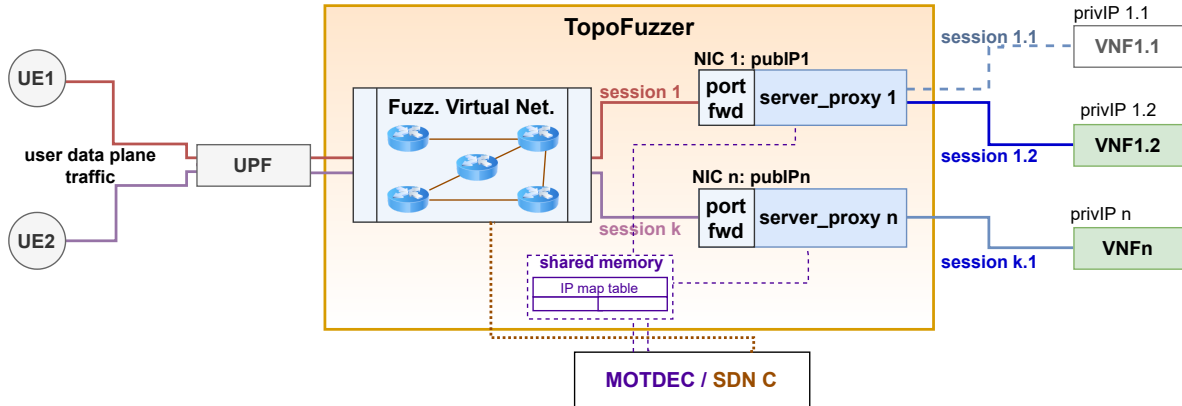 TopoFuzzer
privIP 1.1
VNF1.1
session 1.1
NIC 1: pubIP1
UE1
Fuzz. Virtual Net.
session 1
port
fwd
server_proxy 1
privIP 1.2
VNF1.2
session 1.2
user data plane
traffic
UPF
NIC n: pubIPn
UE2
session k
port
fwd
server_proxy n
privIP n
VNFn
session k.1
shared memory
IP map table
MOTDEC / SDN C